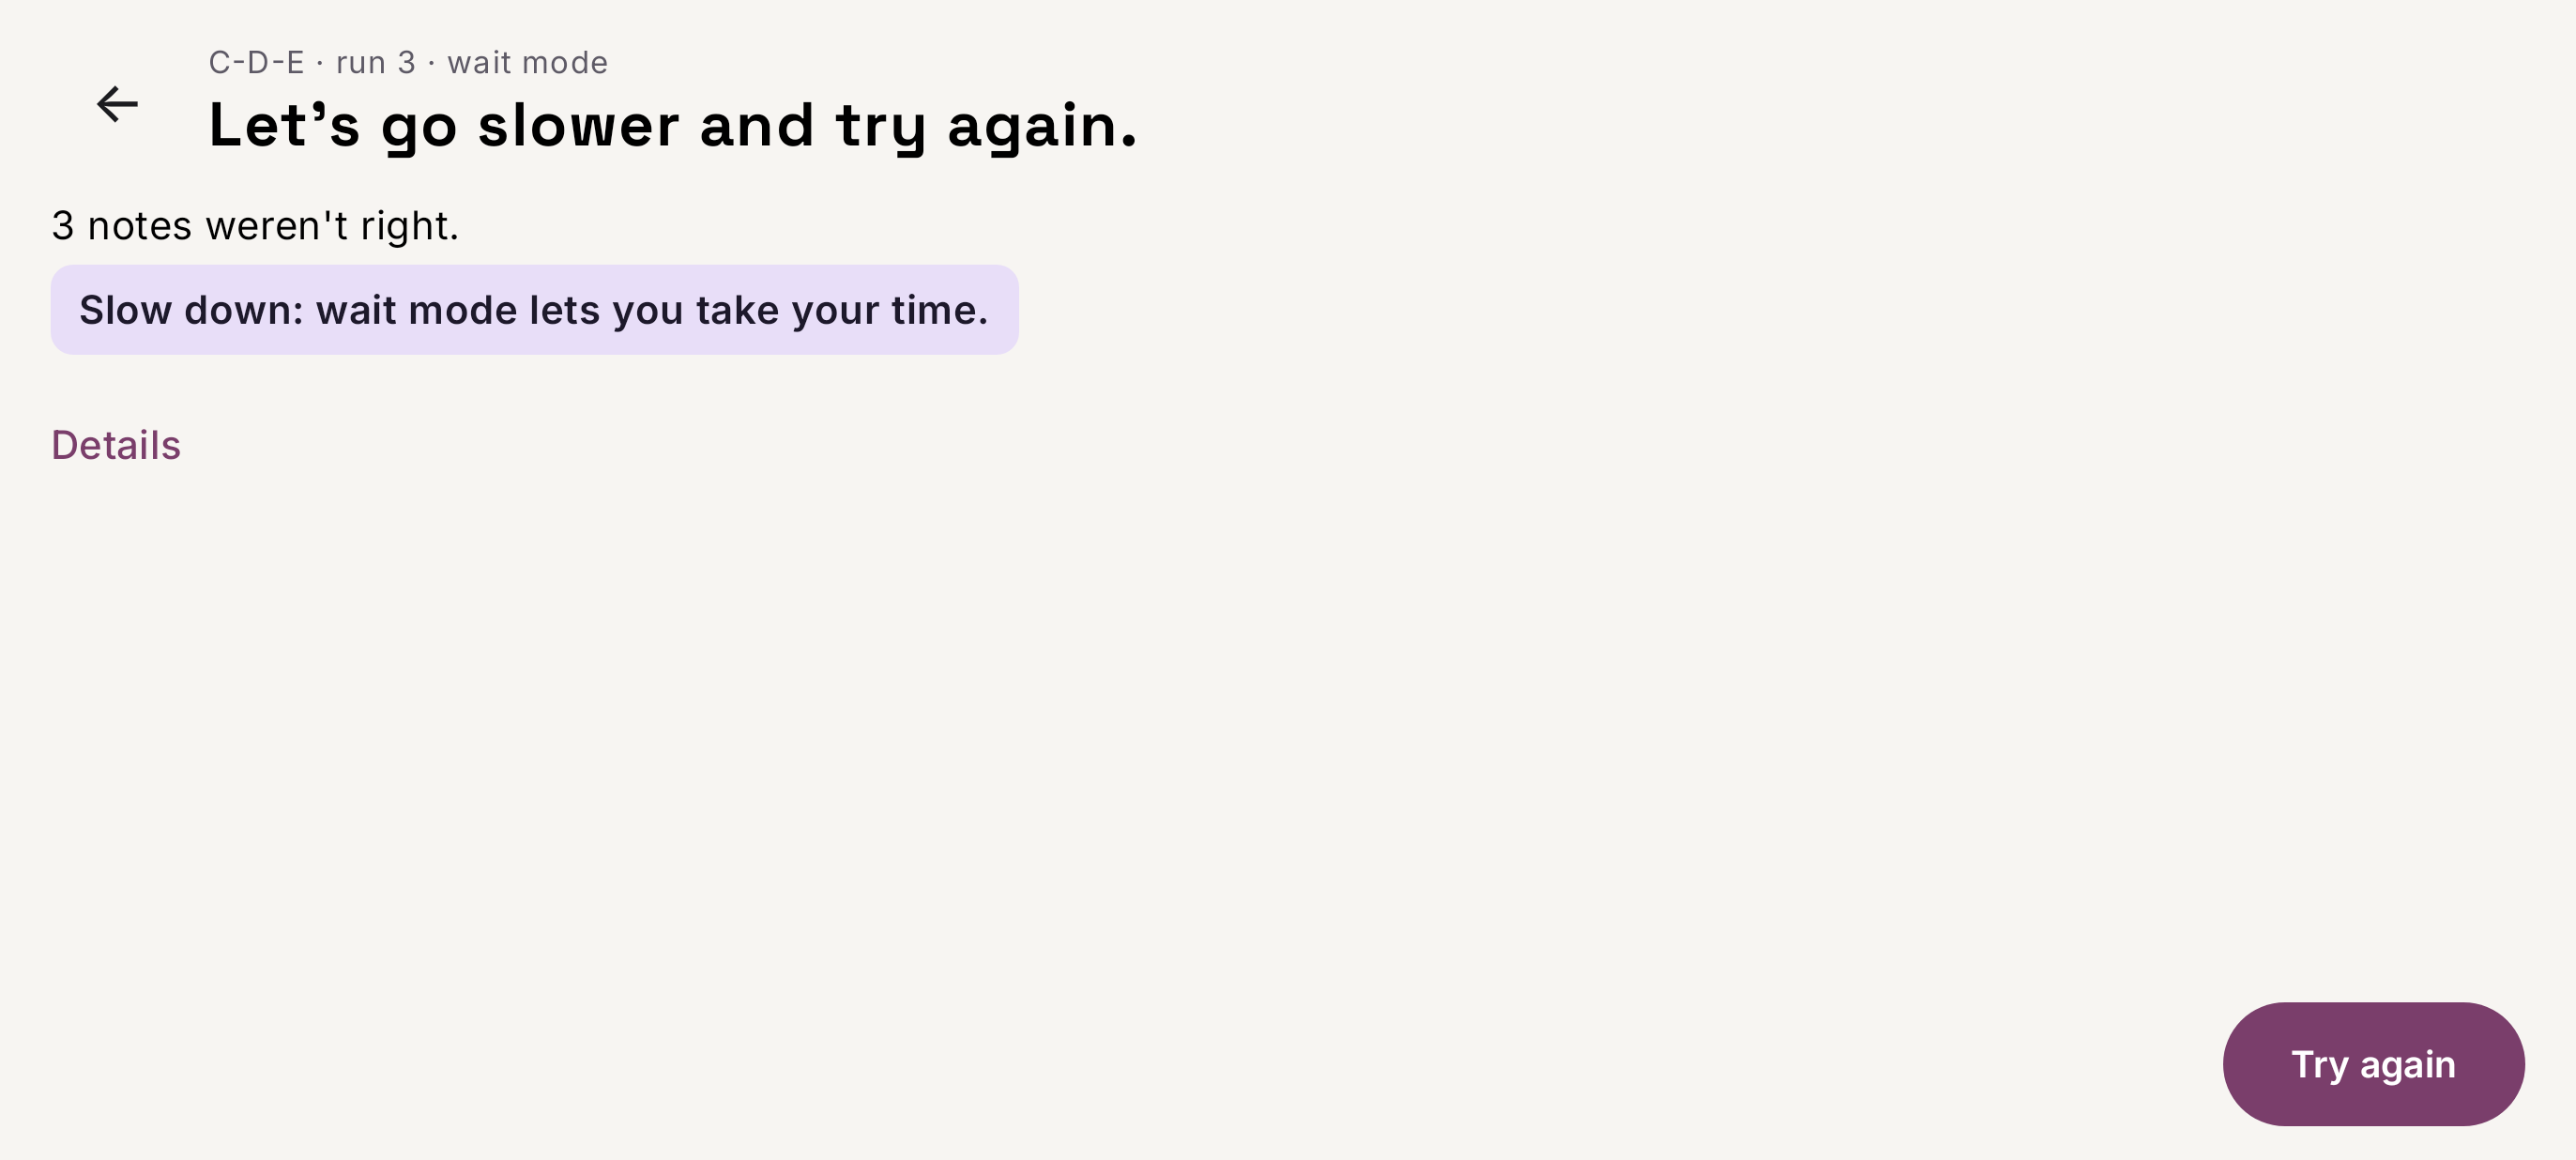 C-D-E · run 3 · wait mode
Let’s go slower and try again.
3 notes weren't right.
Slow down: wait mode lets you take your time.
Details
Try again